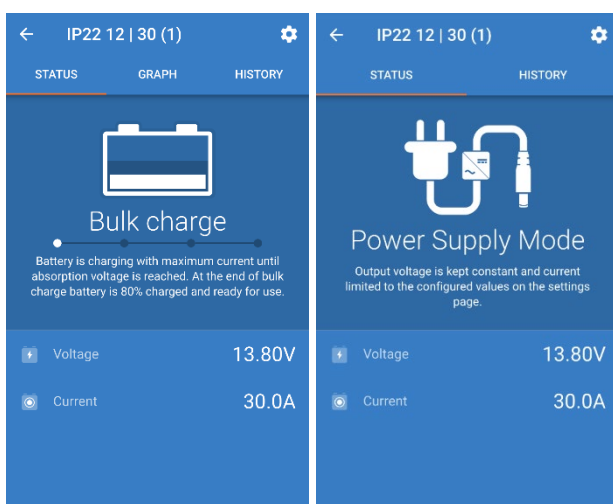 IP22 12 | 30 (1)
STATUS GRAPH HISTORY
Bulk charge
Battery is charging with maximum current until
absorption voltage is reached. At the end of bulk
charge battery is 80% charged and ready for use.
Voltage 13.80V
Current 30.0A
IP22 12 | 30 (1)
STATUS HISTORY
Power Supply Mode
Output voltage is kept constant and current
limited to the configured values on the settings
page.
Voltage 13.80V
Current 30.0A